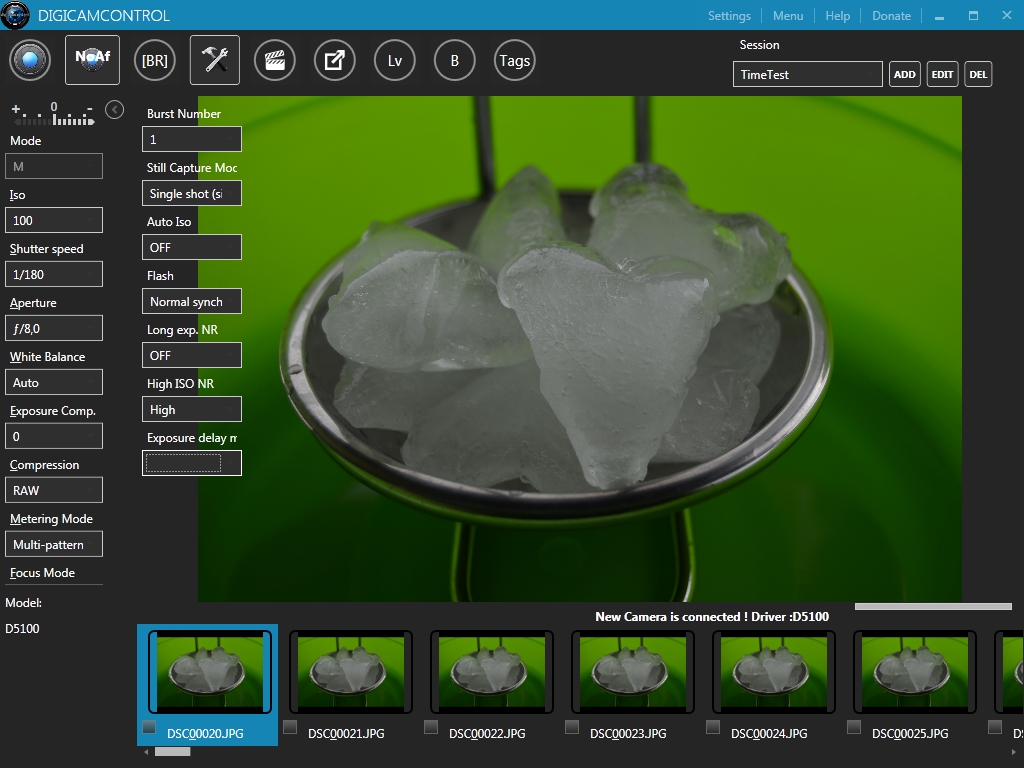 DIGICAMCONTROL
Settings Menu Help Donate
NoAf [BR] Lv B Tags
Session
TimeTest ADD EDIT DEL
+ 0 -
Mode
M
Iso
100
Shutter speed
1/180
Aperture
ƒ/8,0
White Balance
Auto
Exposure Comp.
0
Compression
RAW
Metering Mode
Multi-pattern
Focus Mode
Model:
D5100
Burst Number
1
Still Capture Moc
Single shot (si
Auto Iso
OFF
Flash
Normal synch
Long exp. NR
OFF
High ISO NR
High
Exposure delay m
New Camera is connected ! Driver :D5100
DSC00020.JPG DSC00021.JPG DSC00022.JPG DSC00023.JPG DSC00024.JPG DSC00025.JPG